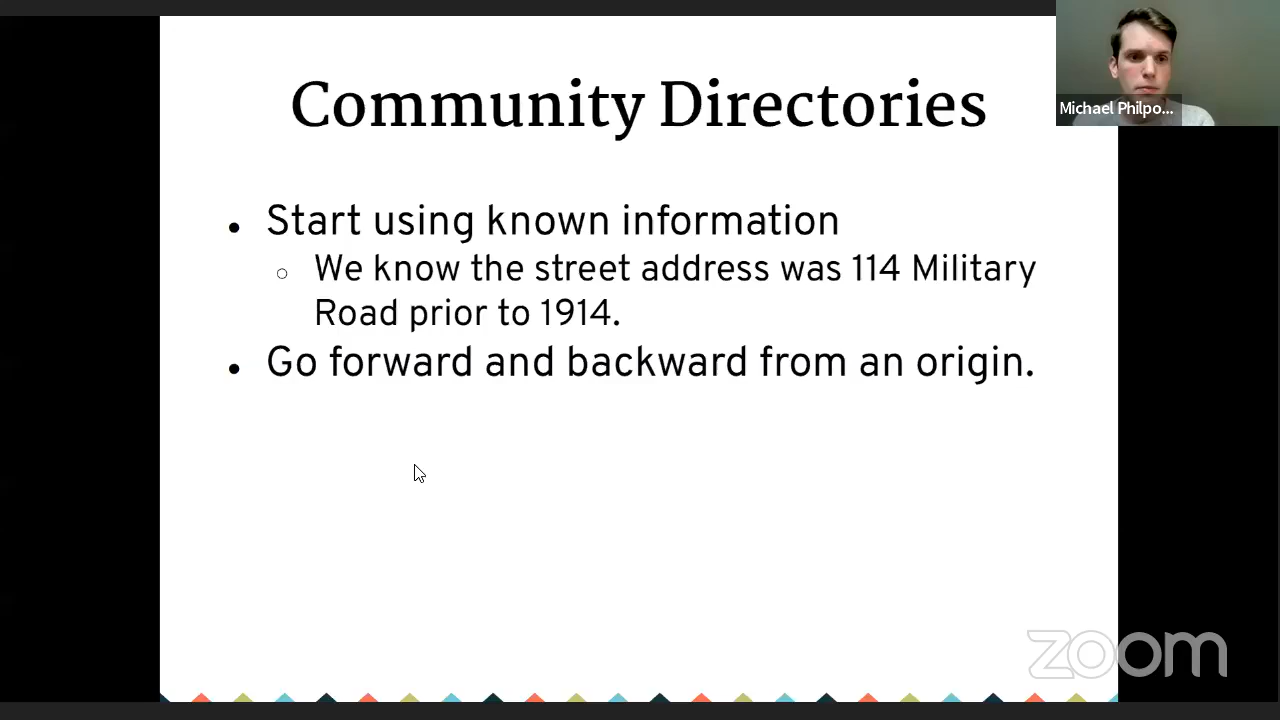 Community Directories
Michael Philpo...
● Start using known information
○ We know the street address was 114 Military
Road prior to 1914.
● Go forward and backward from an origin.
zoom